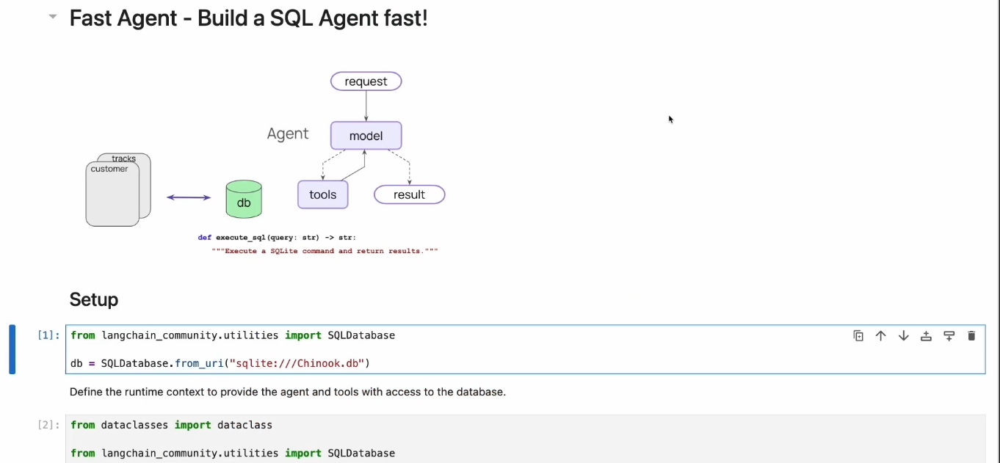 Fast Agent - Build a SQL Agent fast!
request
Agent
model
tracks
customer
db
tools
result
def execute_sql(query: str) -> str:
"""Execute a SQLite command and return results."""
Setup
[1]:
from langchain_community.utilities import SQLDatabase
db = SQLDatabase.from_uri("sqlite:///Chinook.db")
Define the runtime context to provide the agent and tools with access to the database.
[2]:
from dataclasses import dataclass
from langchain_community.utilities import SQLDatabase